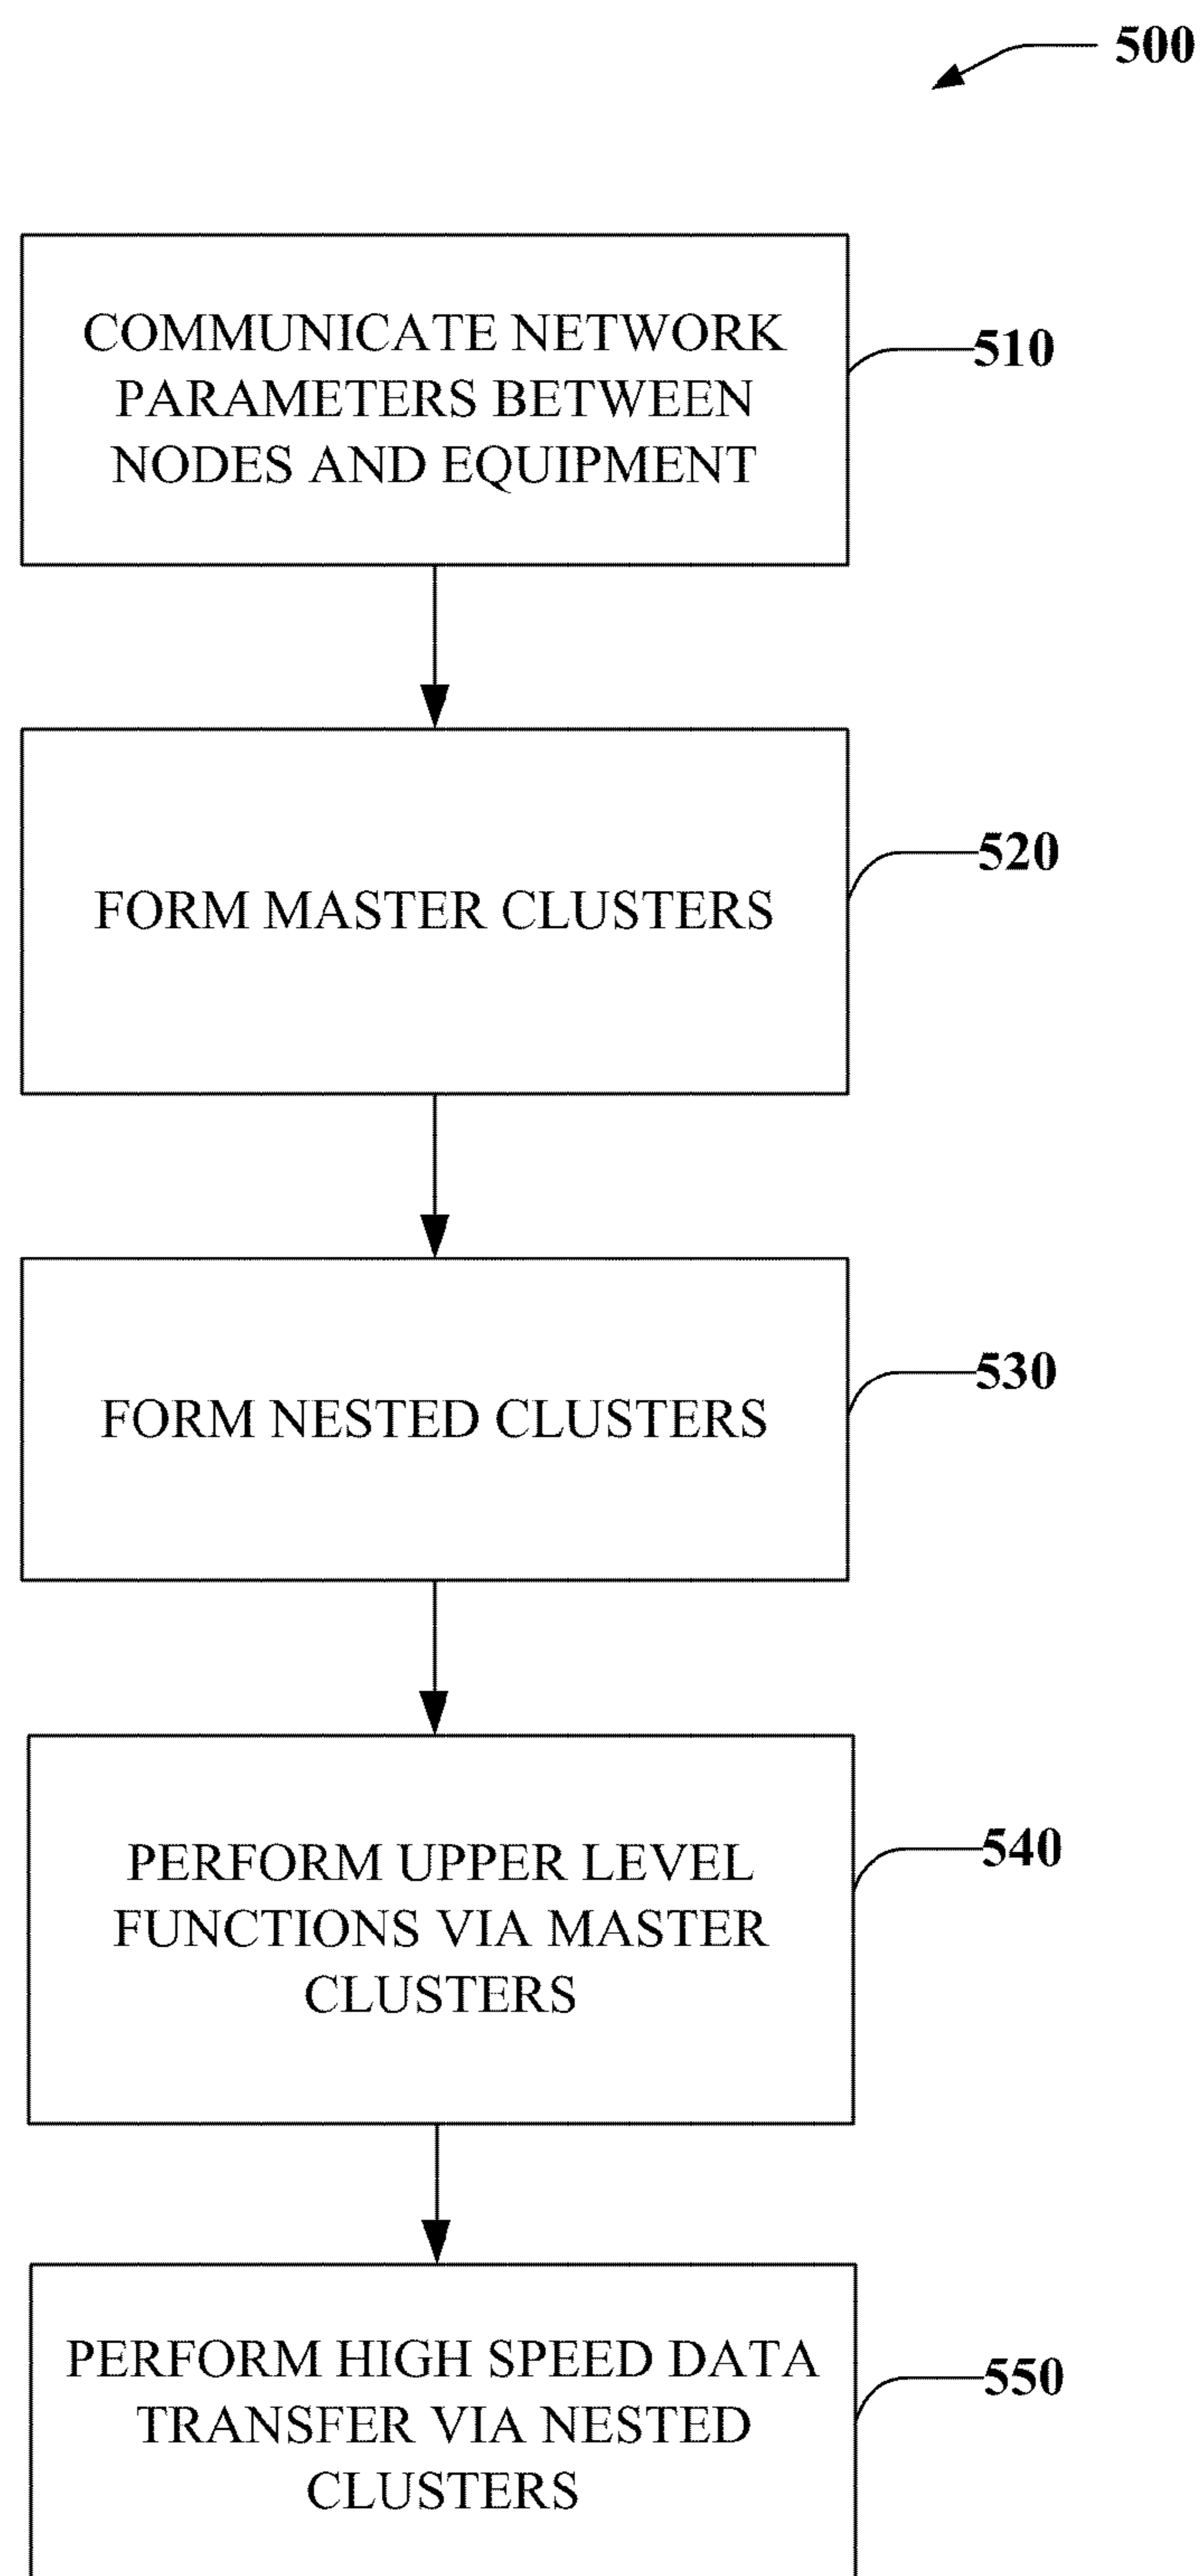 500
COMMUNICATE NETWORK
PARAMETERS BETWEEN
NODES AND EQUIPMENT
510
FORM MASTER CLUSTERS
520
FORM NESTED CLUSTERS
530
PERFORM UPPER LEVEL
FUNCTIONS VIA MASTER
CLUSTERS
540
PERFORM HIGH SPEED DATA
TRANSFER VIA NESTED
CLUSTERS
550